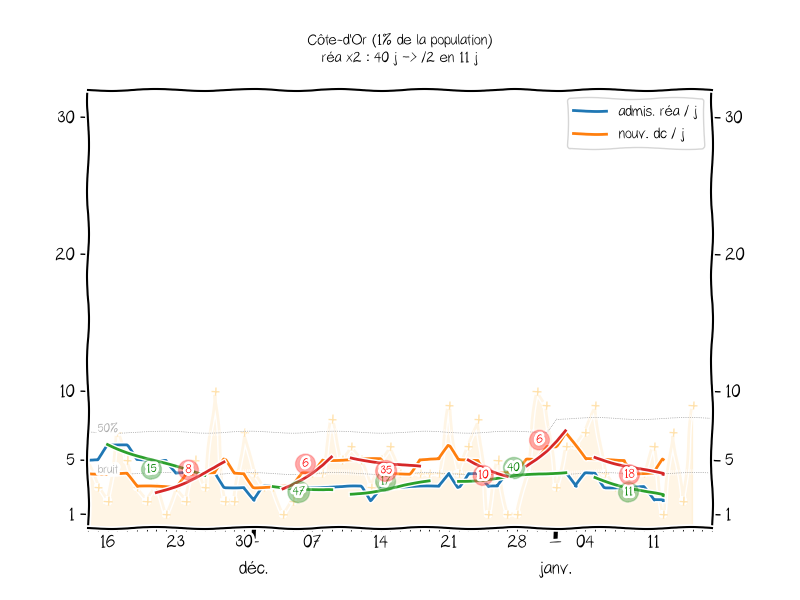 Côte-d'Or (1% de la population)
réa x2 : 40 j -> /2 en 11 j
admis. réa / j
nouv. dc / j
30 30
20 20
10 10
5 5
1 1
50%
bruit
15 8 47 6 35 17 10 40 6 18 11
16 23 30 07 14 21 28 04 11
déc. janv.